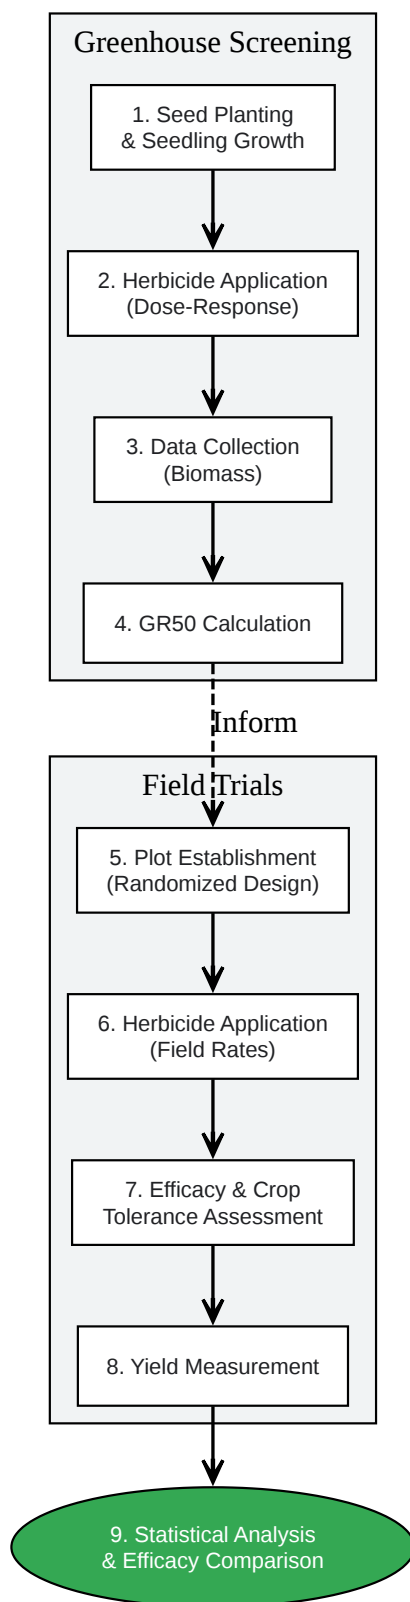 Greenhouse Screening
1. Seed Planting
& Seedling Growth
2. Herbicide Application
(Dose-Response)
3. Data Collection
(Biomass)
4. GR50 Calculation
Inform
Field Trials
5. Plot Establishment
(Randomized Design)
6. Herbicide Application
(Field Rates)
7. Efficacy & Crop
Tolerance Assessment
8. Yield Measurement
9. Statistical Analysis
& Efficacy Comparison